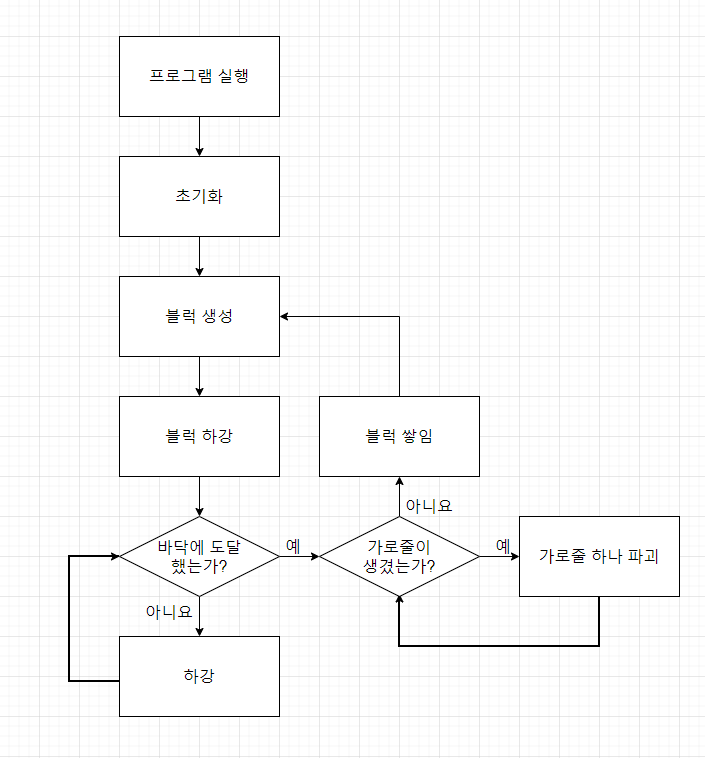 프로그램 실행
초기화
블럭 생성
블럭 하강
블럭 쌓임
아니요
바닥에 도달
했는가?
예
가로줄이
생겼는가?
예
가로줄 하나 파괴
아니요
하강